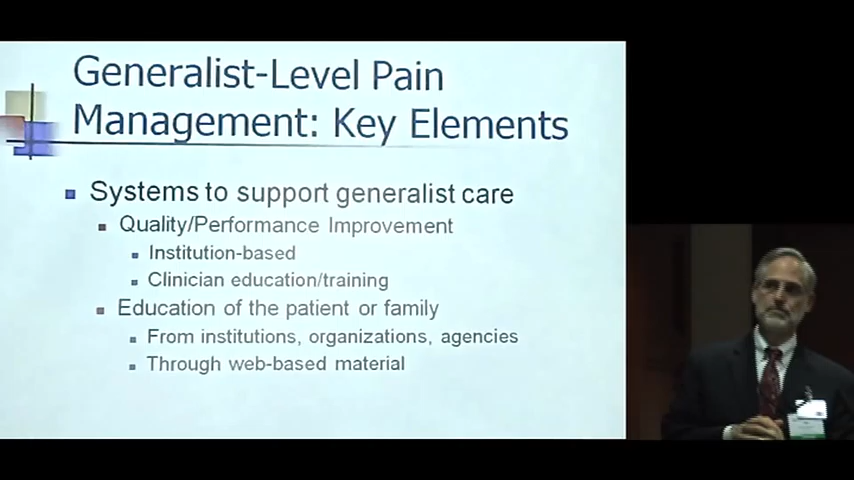 Generalist-Level Pain
Management: Key Elements
Systems to support generalist care
Quality/Performance Improvement
Institution-based
Clinician education/training
Education of the patient or family
From institutions, organizations, agencies
Through web-based material